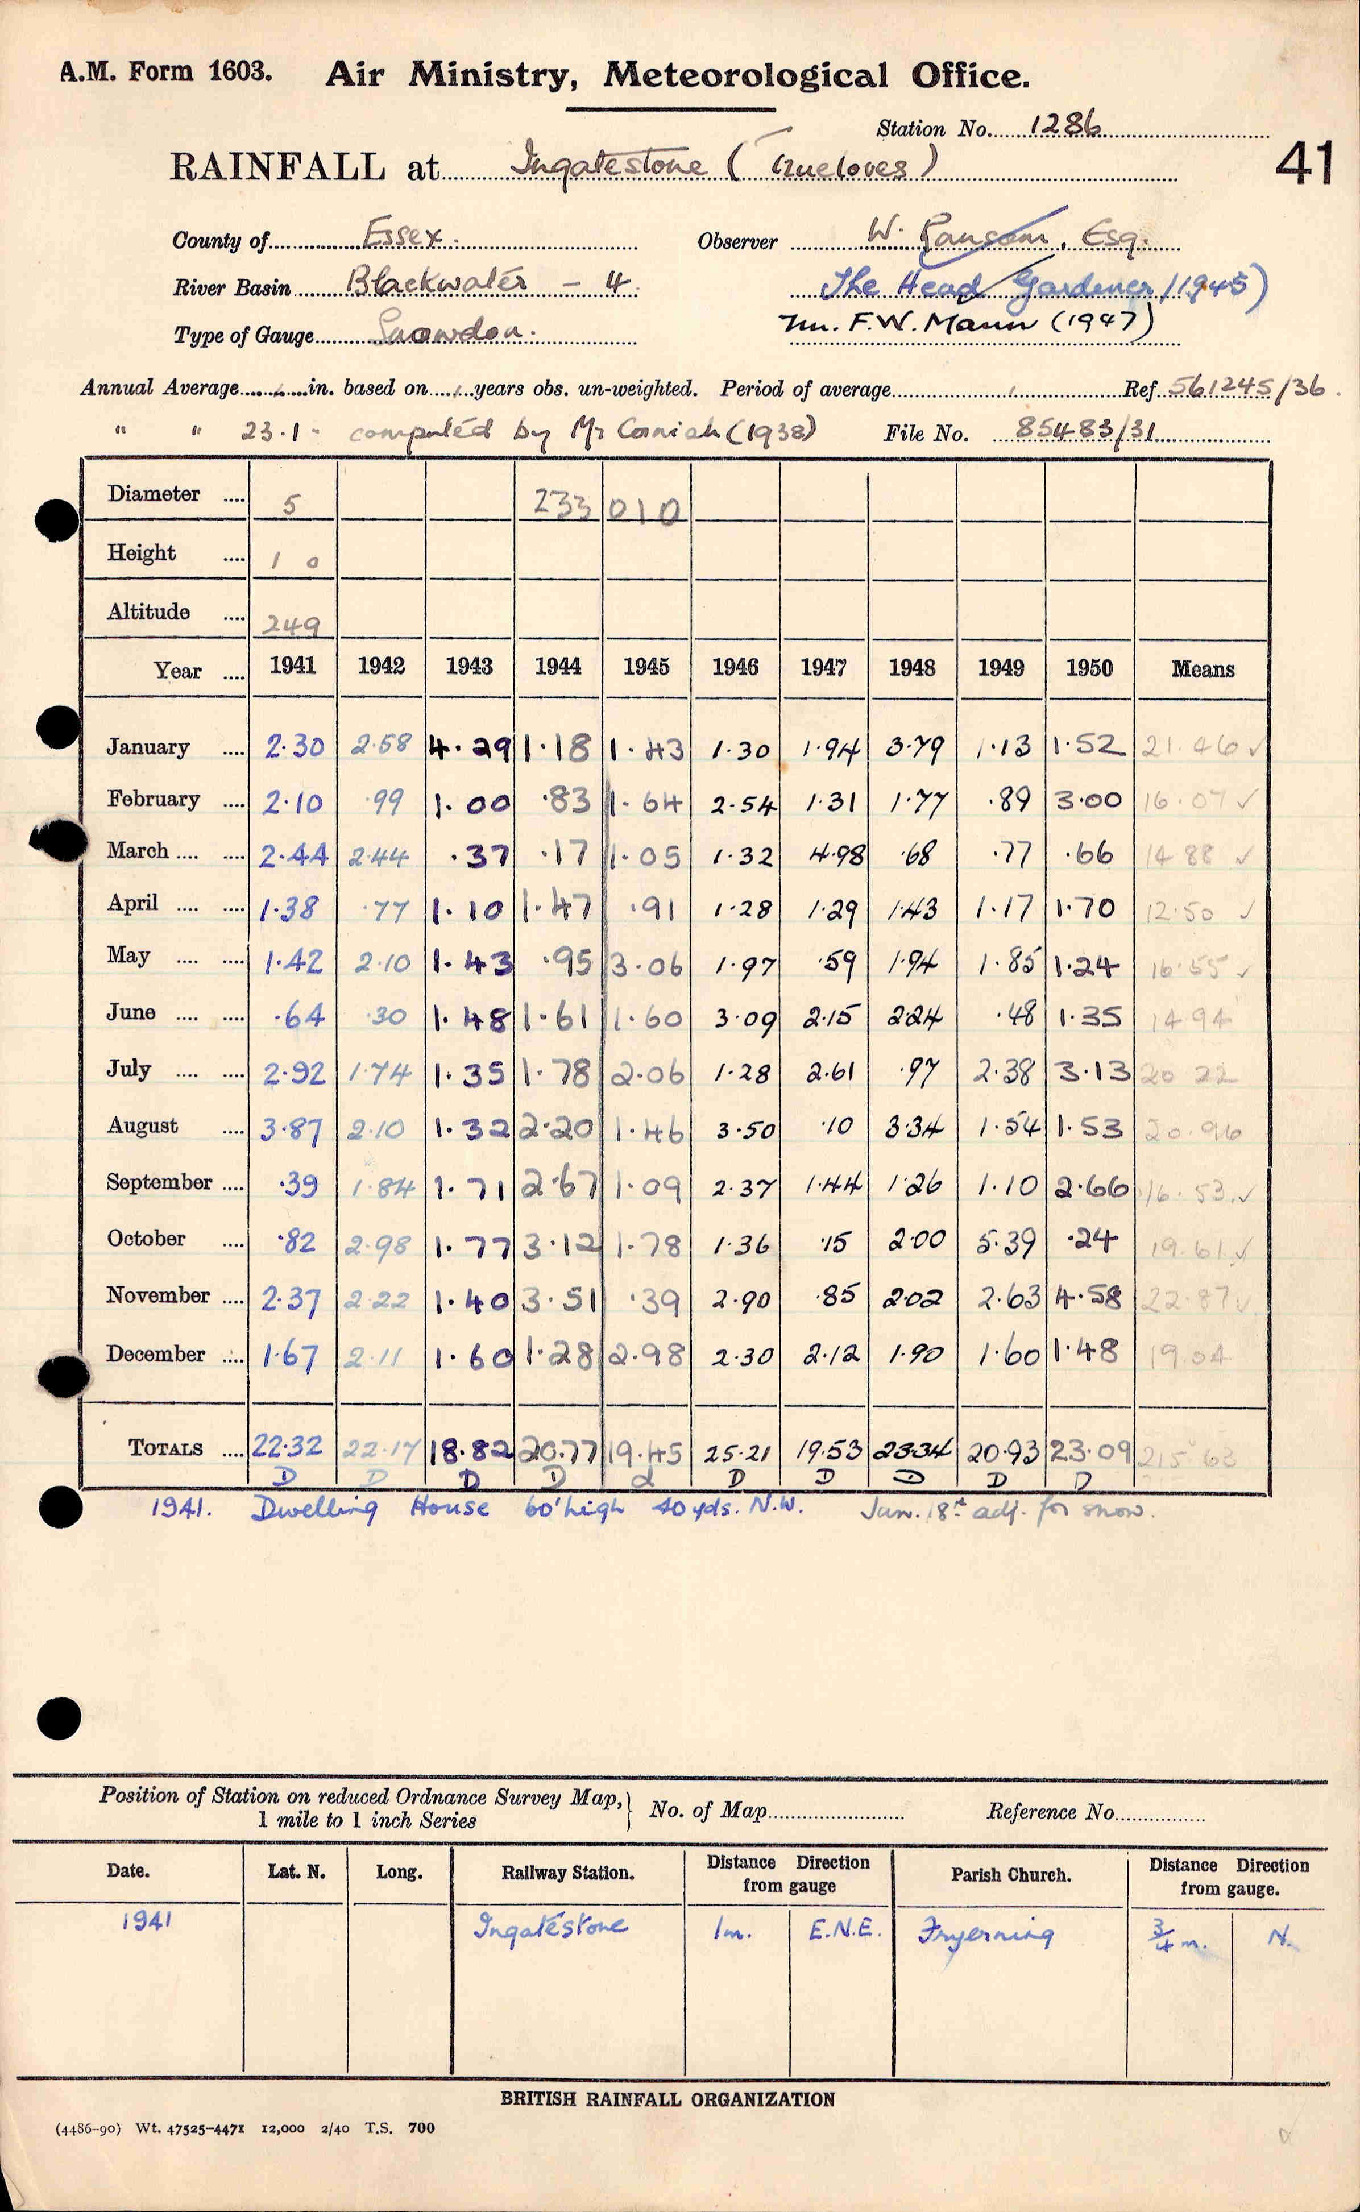 A.M. Form 1603. Air Ministry, Meteorological Office.
Station No. 1286
41
RAINFALL at Ingatestone (Trueloves)
County of Essex. Observer W. Ransom, Esq.
River Basin Blackwater - 4. The Head Gardener (1945)
Type of Gauge Snowdon. Mr. F.W. Mann (1947)
Annual Average in. based on years obs. un-weighted. Period of average Ref. 561245/36
" " 23.1 - computed by Mr Cornish (1938) File No. 85483/31
Diameter .... 5 233 010
Height .... 1 0
Altitude .... 249
Year .... 1941 1942 1943 1944 1945 1946 1947 1948 1949 1950 Means
January .... 2.30 2.58 4.29 1.18 1.43 1.30 1.94 3.79 1.13 1.52 21.46 ✓
February .... 2.10 .99 1.00 .83 1.64 2.54 1.31 1.77 .89 3.00 16.07 ✓
March .... .... 2.44 2.44 .37 .17 1.05 1.32 4.98 .68 .77 .66 14.88 ✓
April .... .... 1.38 .77 1.10 1.47 .91 1.28 1.29 1.43 1.17 1.70 12.50 ✓
May .... .... 1.42 2.10 1.43 .95 3.06 1.97 .59 1.94 1.85 1.24 16.55 ✓
June .... .... .64 .30 1.48 1.61 1.60 3.09 2.15 2.24 .48 1.35 14.94
July .... .... 2.92 1.74 1.35 1.78 2.06 1.28 2.61 .97 2.38 3.13 20.22
August .... 3.87 2.10 1.32 2.20 1.46 3.50 .10 3.34 1.54 1.53 20.96
September .... .39 1.84 1.71 2.67 1.09 2.37 1.44 1.26 1.10 2.66 16.53 ✓
October .... .82 2.98 1.77 3.12 1.78 1.36 .15 2.00 5.39 .24 19.61 ✓
November .... 2.37 2.22 1.40 3.51 .39 2.90 .85 2.02 2.63 4.58 22.87 ✓
December .... 1.67 2.11 1.60 1.28 2.98 2.30 2.12 1.90 1.60 1.48 19.04
TOTALS .... 22.32 22.17 18.82 20.77 19.45 25.21 19.53 23.34 20.93 23.09 215.63
D D D D d D D D D D
1941. Dwelling House 60' high 40 yds. N.W. Jan. 18th adj. for snow.
Position of Station on reduced Ordnance Survey Map, 1 mile to 1 inch Series } No. of Map Reference No.
Date. Lat. N. Long. Railway Station. Distance Direction from gauge Parish Church. Distance Direction from gauge.
1941 Ingatestone 1m. E.N.E. Fryerning 3/4 m. N.
BRITISH RAINFALL ORGANIZATION
(4486-90) Wt. 47525-4471 12,000 2/40 T.S. 700